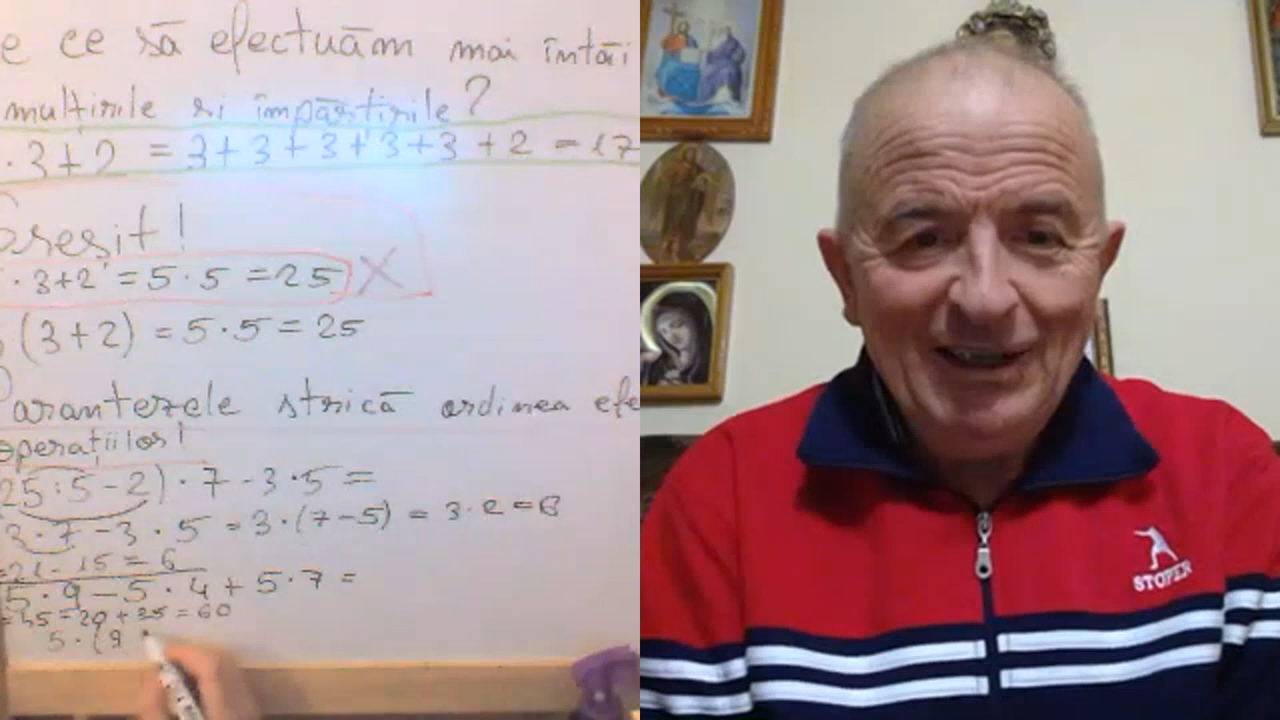 e ce să efectuăm mai întâi
mulțirile și împărțirile?
. 3 + 2 = 3 + 3 + 3 + 3 + 3 + 2 = 17
Greșit!
. 3 + 2 = 5 . 5 = 25 X
(3 + 2) = 5 . 5 = 25
Parantezele strică ordinea efe
operațiilor!
25 : 5 - 2) . 7 - 3 . 5 =
3 . 7 - 3 . 5 = 3 . (7 - 5) = 3 . 2 = 6
= 21 - 15 = 6
5 . 9 - 5 . 4 + 5 . 7 =
= 45 - 20 + 35 = 60
5 . (9
STOPER